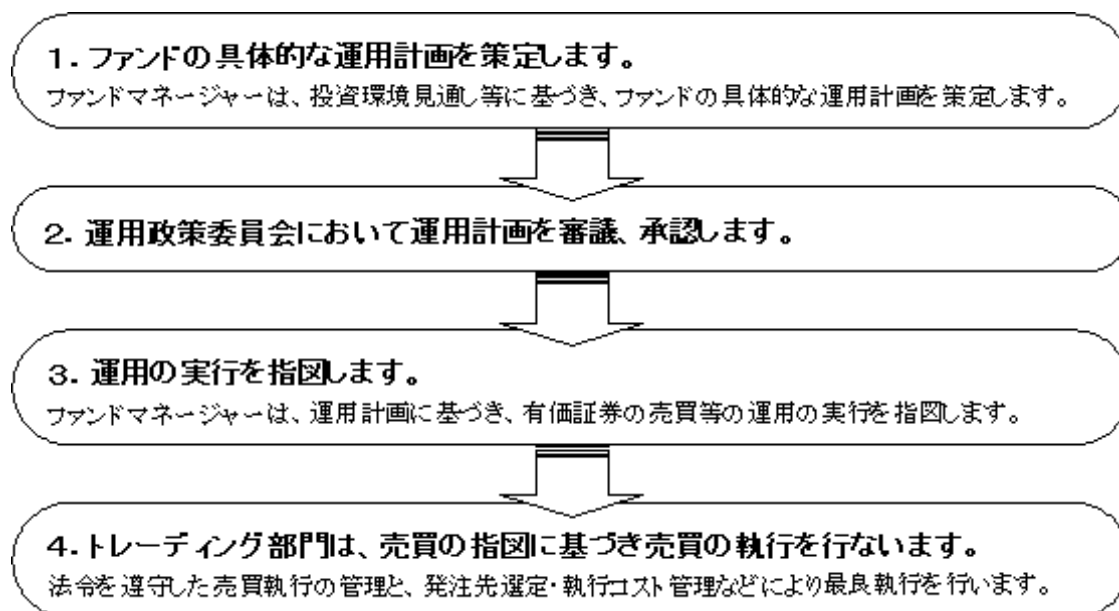 1. ファンドの具体的な運用計画を策定します。
ファンドマネージャーは、投資環境見通し等に基づき、ファンドの具体的な運用計画を策定します。
2. 運用政策委員会において運用計画を審議、承認します。
3. 運用の実行を指図します。
ファンドマネージャーは、運用計画に基づき、有価証券の売買等の運用の実行を指図します。
4. トレーディング部門は、売買の指図に基づき売買の執行を行ないます。
法令を遵守した売買執行の管理と、発注先選定・執行コスト管理などにより最良執行を行います。